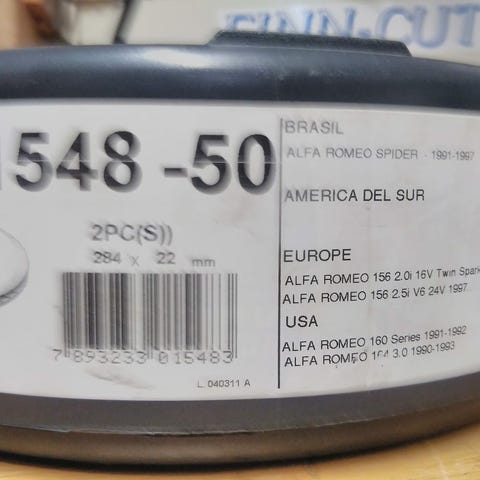 FINN-CUT
1548 -50
2PC(S))
284 x 22 mm
7 893233 015483
L. 040311 A
BRASIL
ALFA ROMEO SPIDER - 1991-1997
AMERICA DEL SUR
EUROPE
ALFA ROMEO 156 2.0i 16V Twin Spark
ALFA ROMEO 156 2.5i V6 24V 1997
USA
ALFA ROMEO 160 Series 1991-1992
ALFA ROMEO 164 3.0 1990-1993